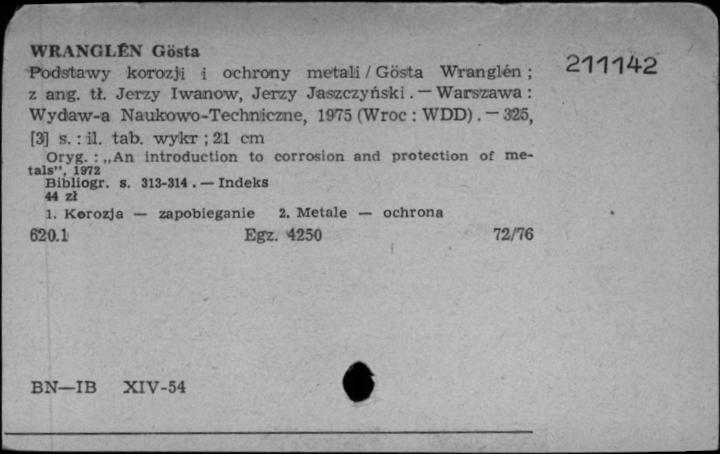 WRANGLÉN Gösta
211142
Podstawy korozji i ochrony metali / Gösta Wranglén ;
z ang. tł. Jerzy Iwanow, Jerzy Jaszczyński . — Warszawa :
Wydaw-a Naukowo-Techniczne, 1975 (Wroc : WDD) . — 325,
[3] s. : il. tab. wykr ; 21 cm
Oryg. : „An introduction to corrosion and protection of me-
tals”, 1972
Bibliogr. s. 313-314 . — Indeks
44 zł
1. Korozja — zapobieganie 2. Metale — ochrona
620.1 Egz. 4250 72/76
BN—IB XIV-54